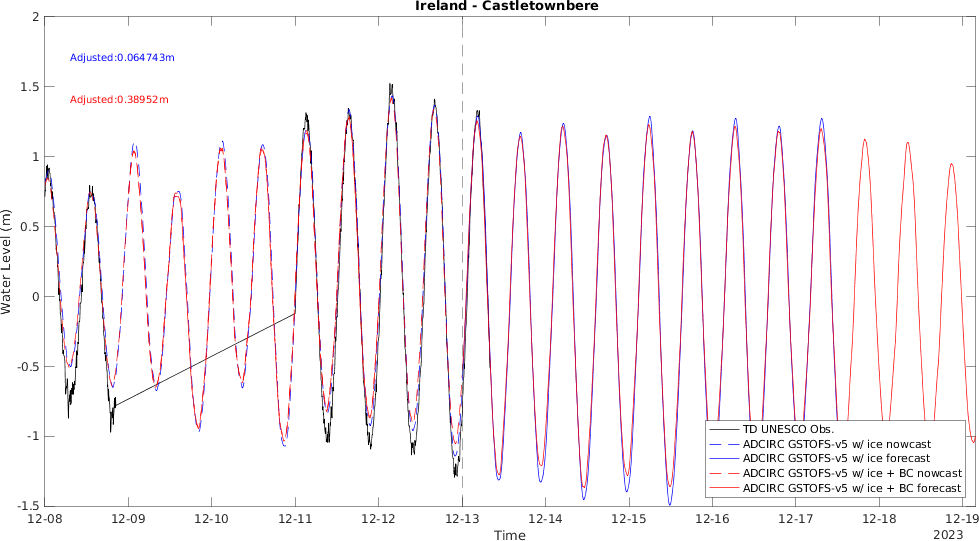 Ireland - Castletownbere
Adjusted:0.064743m
Adjusted:0.38952m
2
1.5
1
0.5
0
-0.5
-1
-1.5
Water Level (m)
TD UNESCO Obs.
ADCIRC GSTOFS-v5 w/ ice nowcast
ADCIRC GSTOFS-v5 w/ ice forecast
ADCIRC GSTOFS-v5 w/ ice + BC nowcast
ADCIRC GSTOFS-v5 w/ ice + BC forecast
12-08 12-09 12-10 12-11 12-12 12-13 12-14 12-15 12-16 12-17 12-18 12-19
Time
2023